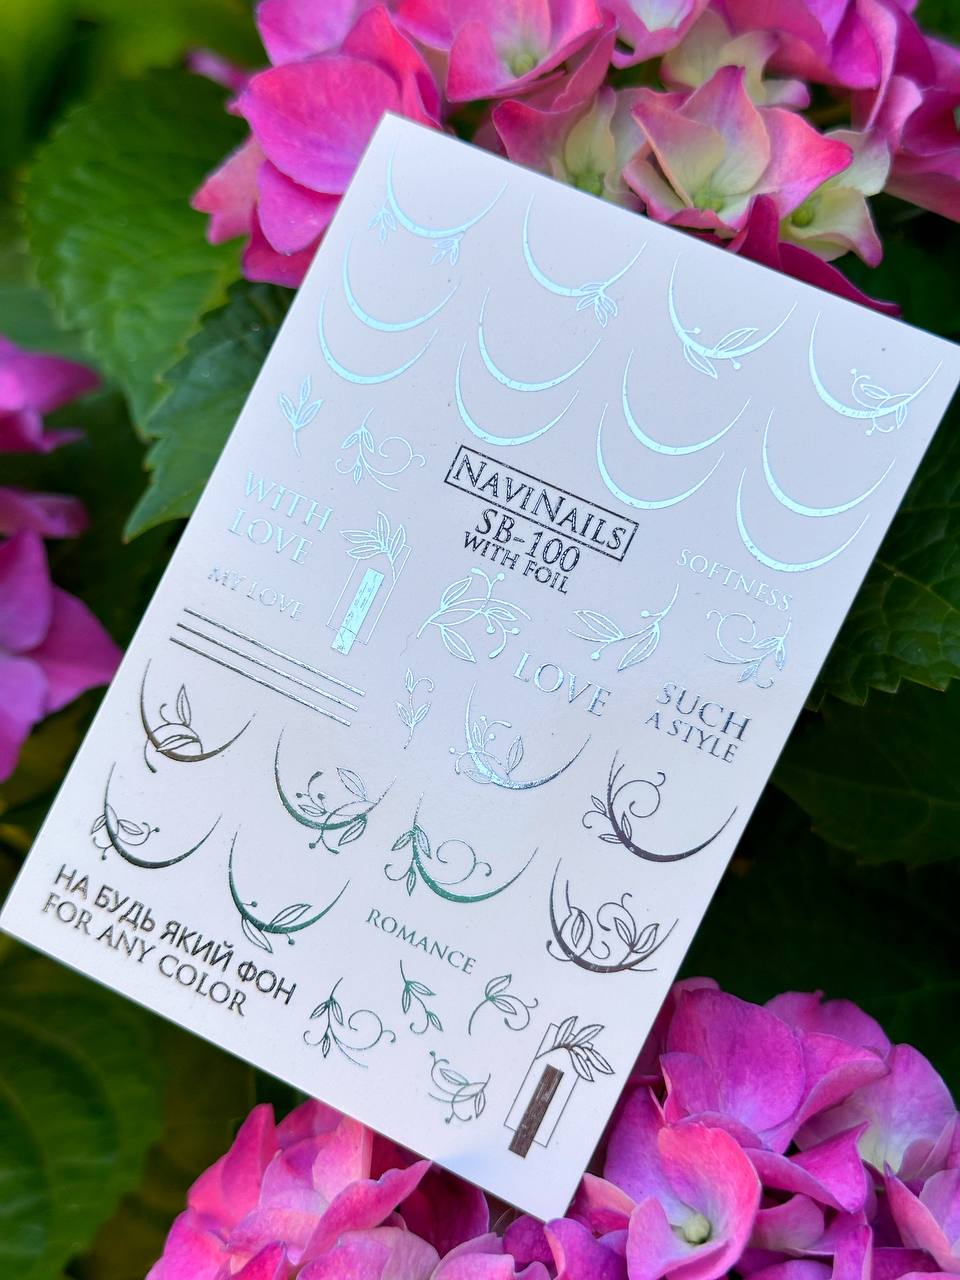 NAVINAILS
SB-100
WITH FOIL
WITH
LOVE
MY LOVE
SOFTNESS
LOVE
SUCH
A STYLE
ROMANCE
НА БУДЬ ЯКИЙ ФОН
FOR ANY COLOR